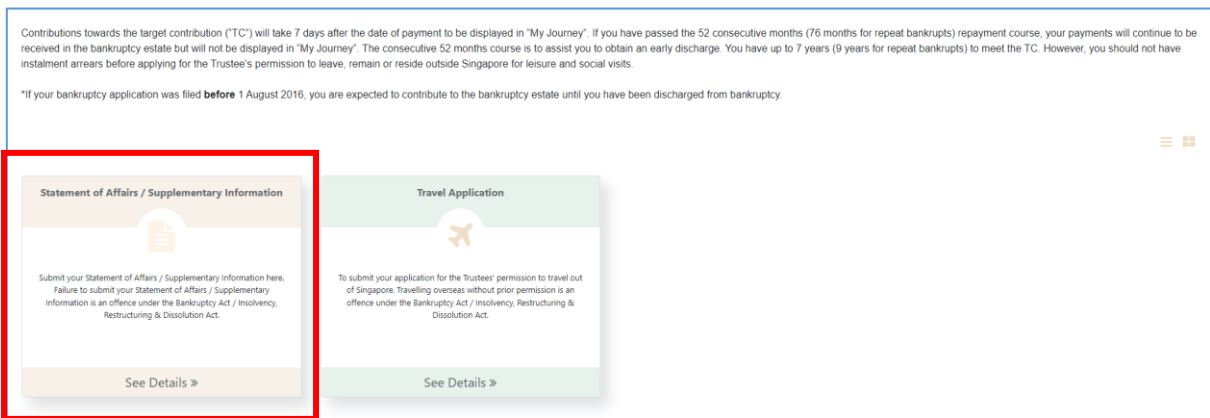 Contributions towards the target contribution ("TC") will take 7 days after the date of payment to be displayed in "My Journey". If you have passed the 52 consecutive months (76 months for repeat bankrupts) repayment course, your payments will continue to be
received in the bankruptcy estate but will not be displayed in "My Journey". The consecutive 52 months course is to assist you to obtain an early discharge. You have up to 7 years (9 years for repeat bankrupts) to meet the TC. However, you should not have
instalment arrears before applying for the Trustee's permission to leave, remain or reside outside Singapore for leisure and social visits.
*If your bankruptcy application was filed before 1 August 2016, you are expected to contribute to the bankruptcy estate until you have been discharged from bankruptcy.
Statement of Affairs / Supplementary Information
Submit your Statement of Affairs / Supplementary Information here.
Failure to submit your Statement of Affairs / Supplementary
Information is an offence under the Bankruptcy Act / Insolvency,
Restructuring & Dissolution Act.
See Details »
Travel Application
To submit your application for the Trustees' permission to travel out
of Singapore. Travelling overseas without prior permission is an
offence under the Bankruptcy Act / Insolvency, Restructuring &
Dissolution Act.
See Details »